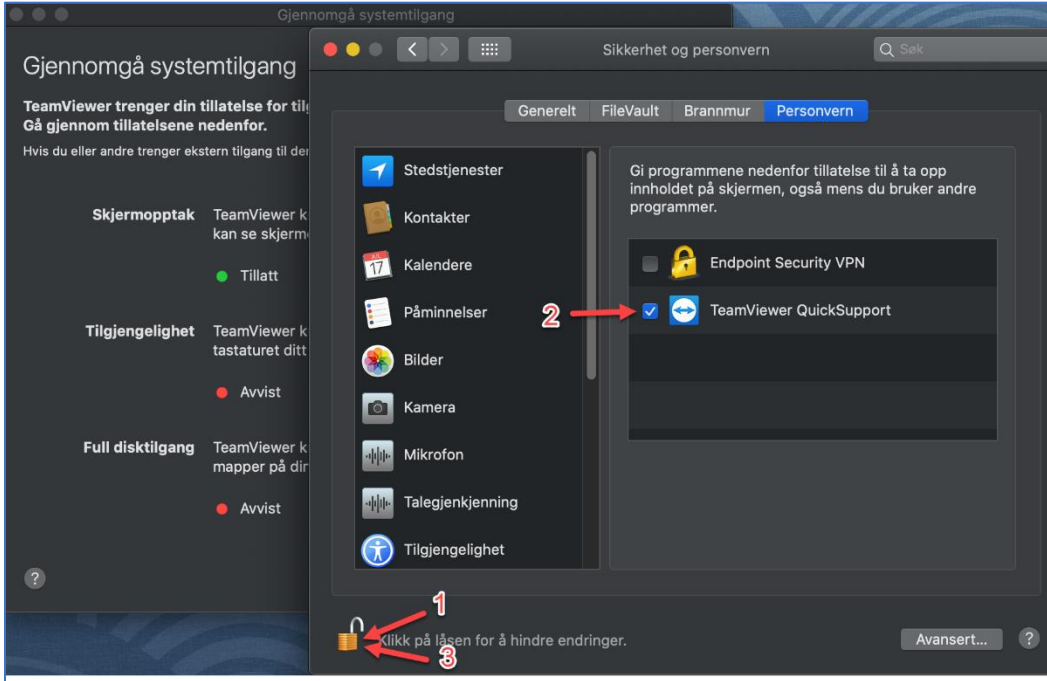 Gjennomgå systemtilgang
Gjennomgå systemtilgang
TeamViewer trenger din tillatelse for
Gå gjennom tillatelsene nedenfor.
Hvis du eller andre trenger ekstern tilgang til
Skjermopptak
TeamViewer
kan se
Tillatt
Tilgjengelighet
TeamViewer
tastaturet ditt
Avvist
Full disktilgang
TeamViewer
mapper på
Avvist
?
Sikkerhet og personvern
Søk
Generelt FileVault Brannmur Personvern
Stedstjenester
Kontakter
JUL
17
Kalendere
Påminnelser
Bilder
Kamera
Mikrofon
Talegjenkjenning
Tilgjengelighet
Gi programmene nedenfor tillatelse til å ta opp
innholdet på skjermen, også mens du bruker andre
programmer.
Endpoint Security VPN
2
TeamViewer QuickSupport
1
Klikk på låsen for å hindre endringer.
3
Avansert...
?